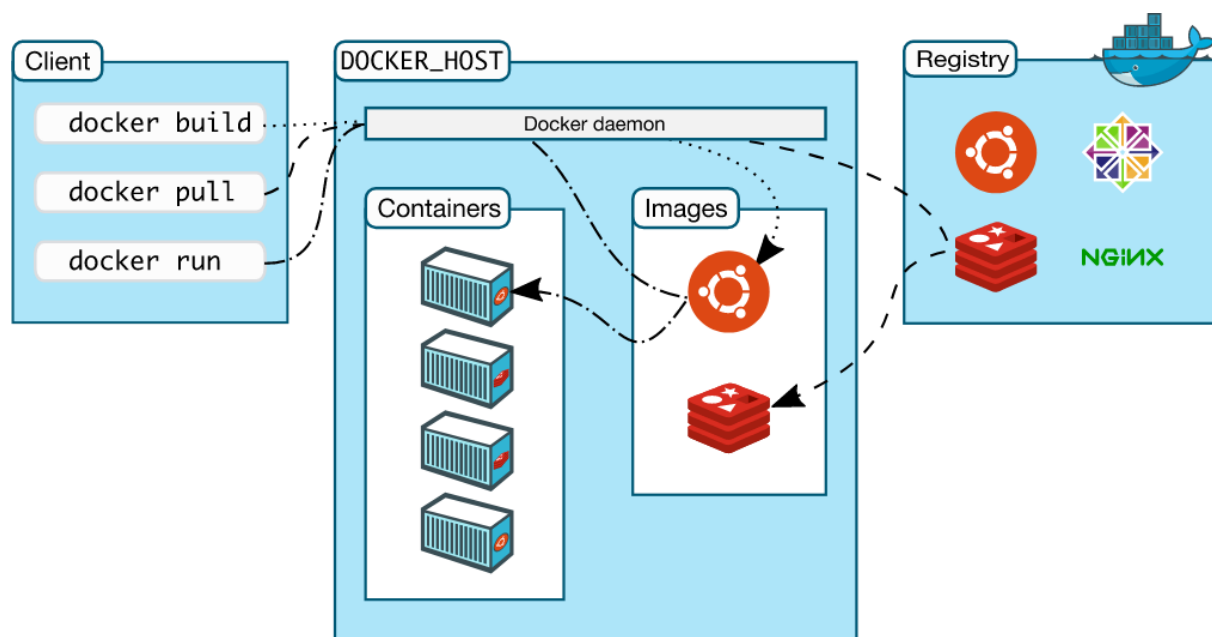 Client
docker build
docker pull
docker run
DOCKER_HOST
Docker daemon
Containers
Images
Registry
NGINX